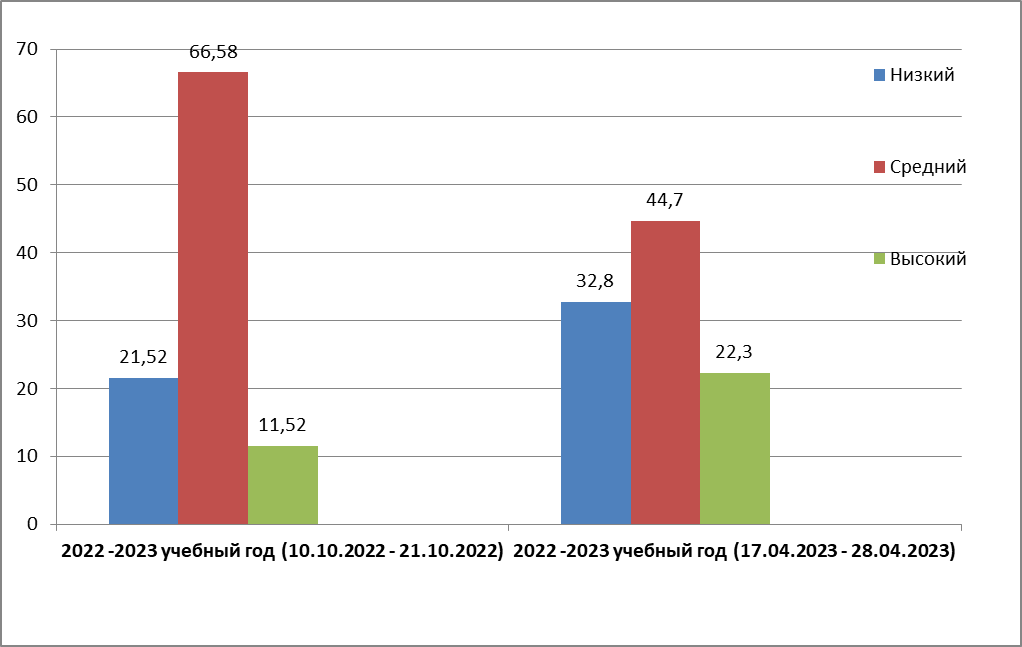 70
60
50
40
30
20
10
0
66,58
21,52
11,52
44,7
32,8
22,3
Низкий
Средний
Высокий
2022 -2023 учебный год (10.10.2022 - 21.10.2022)
2022 -2023 учебный год (17.04.2023 - 28.04.2023)